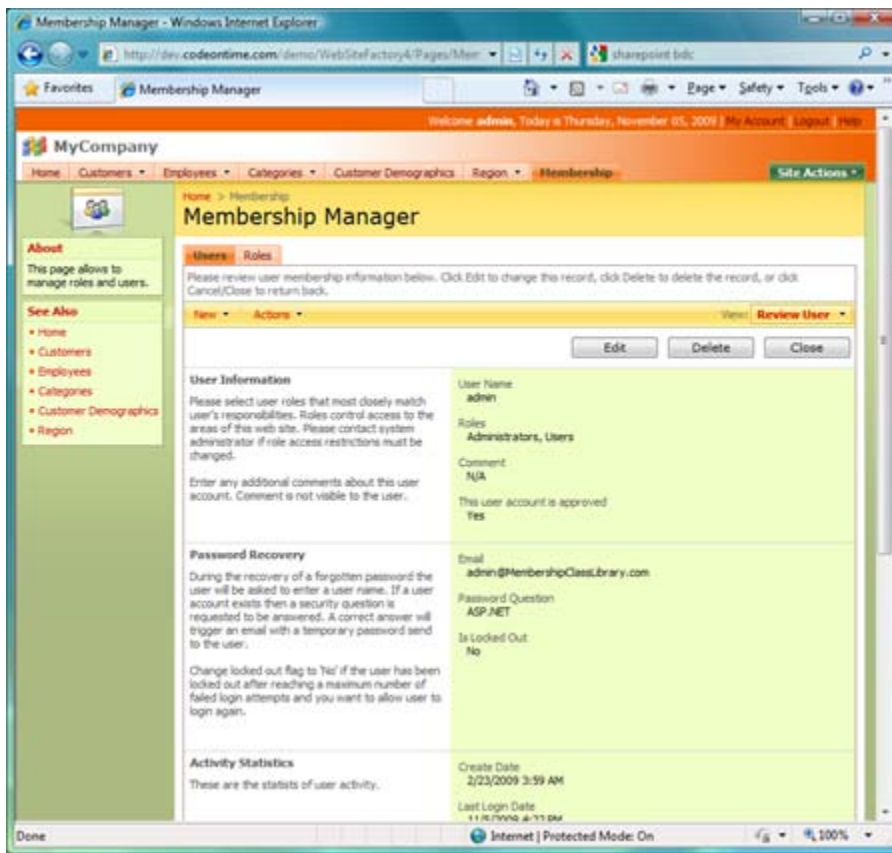 Membership Manager - Windows Internet Explorer
http://dev.codeontime.com/demo/WebSiteFactory4/Pages/Mem
sharepoint bdc
Favorites
Membership Manager
Page
Safety
Tools
Welcome admin, Today is Thursday, November 05, 2009 | My Account | Logout | Help
MyCompany
Home
Customers
Employees
Categories
Customer Demographics
Region
Membership
Site Actions
Home > Membership
Membership Manager
About
This page allows to
manage roles and users.
See Also
Home
Customers
Employees
Categories
Customer Demographics
Region
Users
Roles
Please review user membership information below. Click Edit to change this record, click Delete to delete the record, or click
Cancel/Close to return back.
New
Actions
View:
Review User
Edit
Delete
Close
User Information
Please select user roles that most closely match
user's responsibilities. Roles control access to the
areas of this web site. Please contact system
administrator if role access restrictions must be
changed.
Enter any additional comments about this user
account. Comment is not visible to the user.
User Name
admin
Roles
Administrators, Users
Comment
N/A
This user account is approved
Yes
Password Recovery
During the recovery of a forgotten password the
user will be asked to enter a user name. If a user
account exists then a security question is
requested to be answered. A correct answer will
trigger an email with a temporary password send
to the user.
Change locked out flag to 'No' if the user has been
locked out after reaching a maximum number of
failed login attempts and you want to allow user to
login again.
Email
admin@MembershipClassLibrary.com
Password Question
ASP.NET
Is Locked Out
No
Activity Statistics
These are the statists of user activity.
Create Date
2/23/2009 3:59 AM
Last Login Date
11/5/2009 4:22 PM
Done
Internet | Protected Mode: On
100%